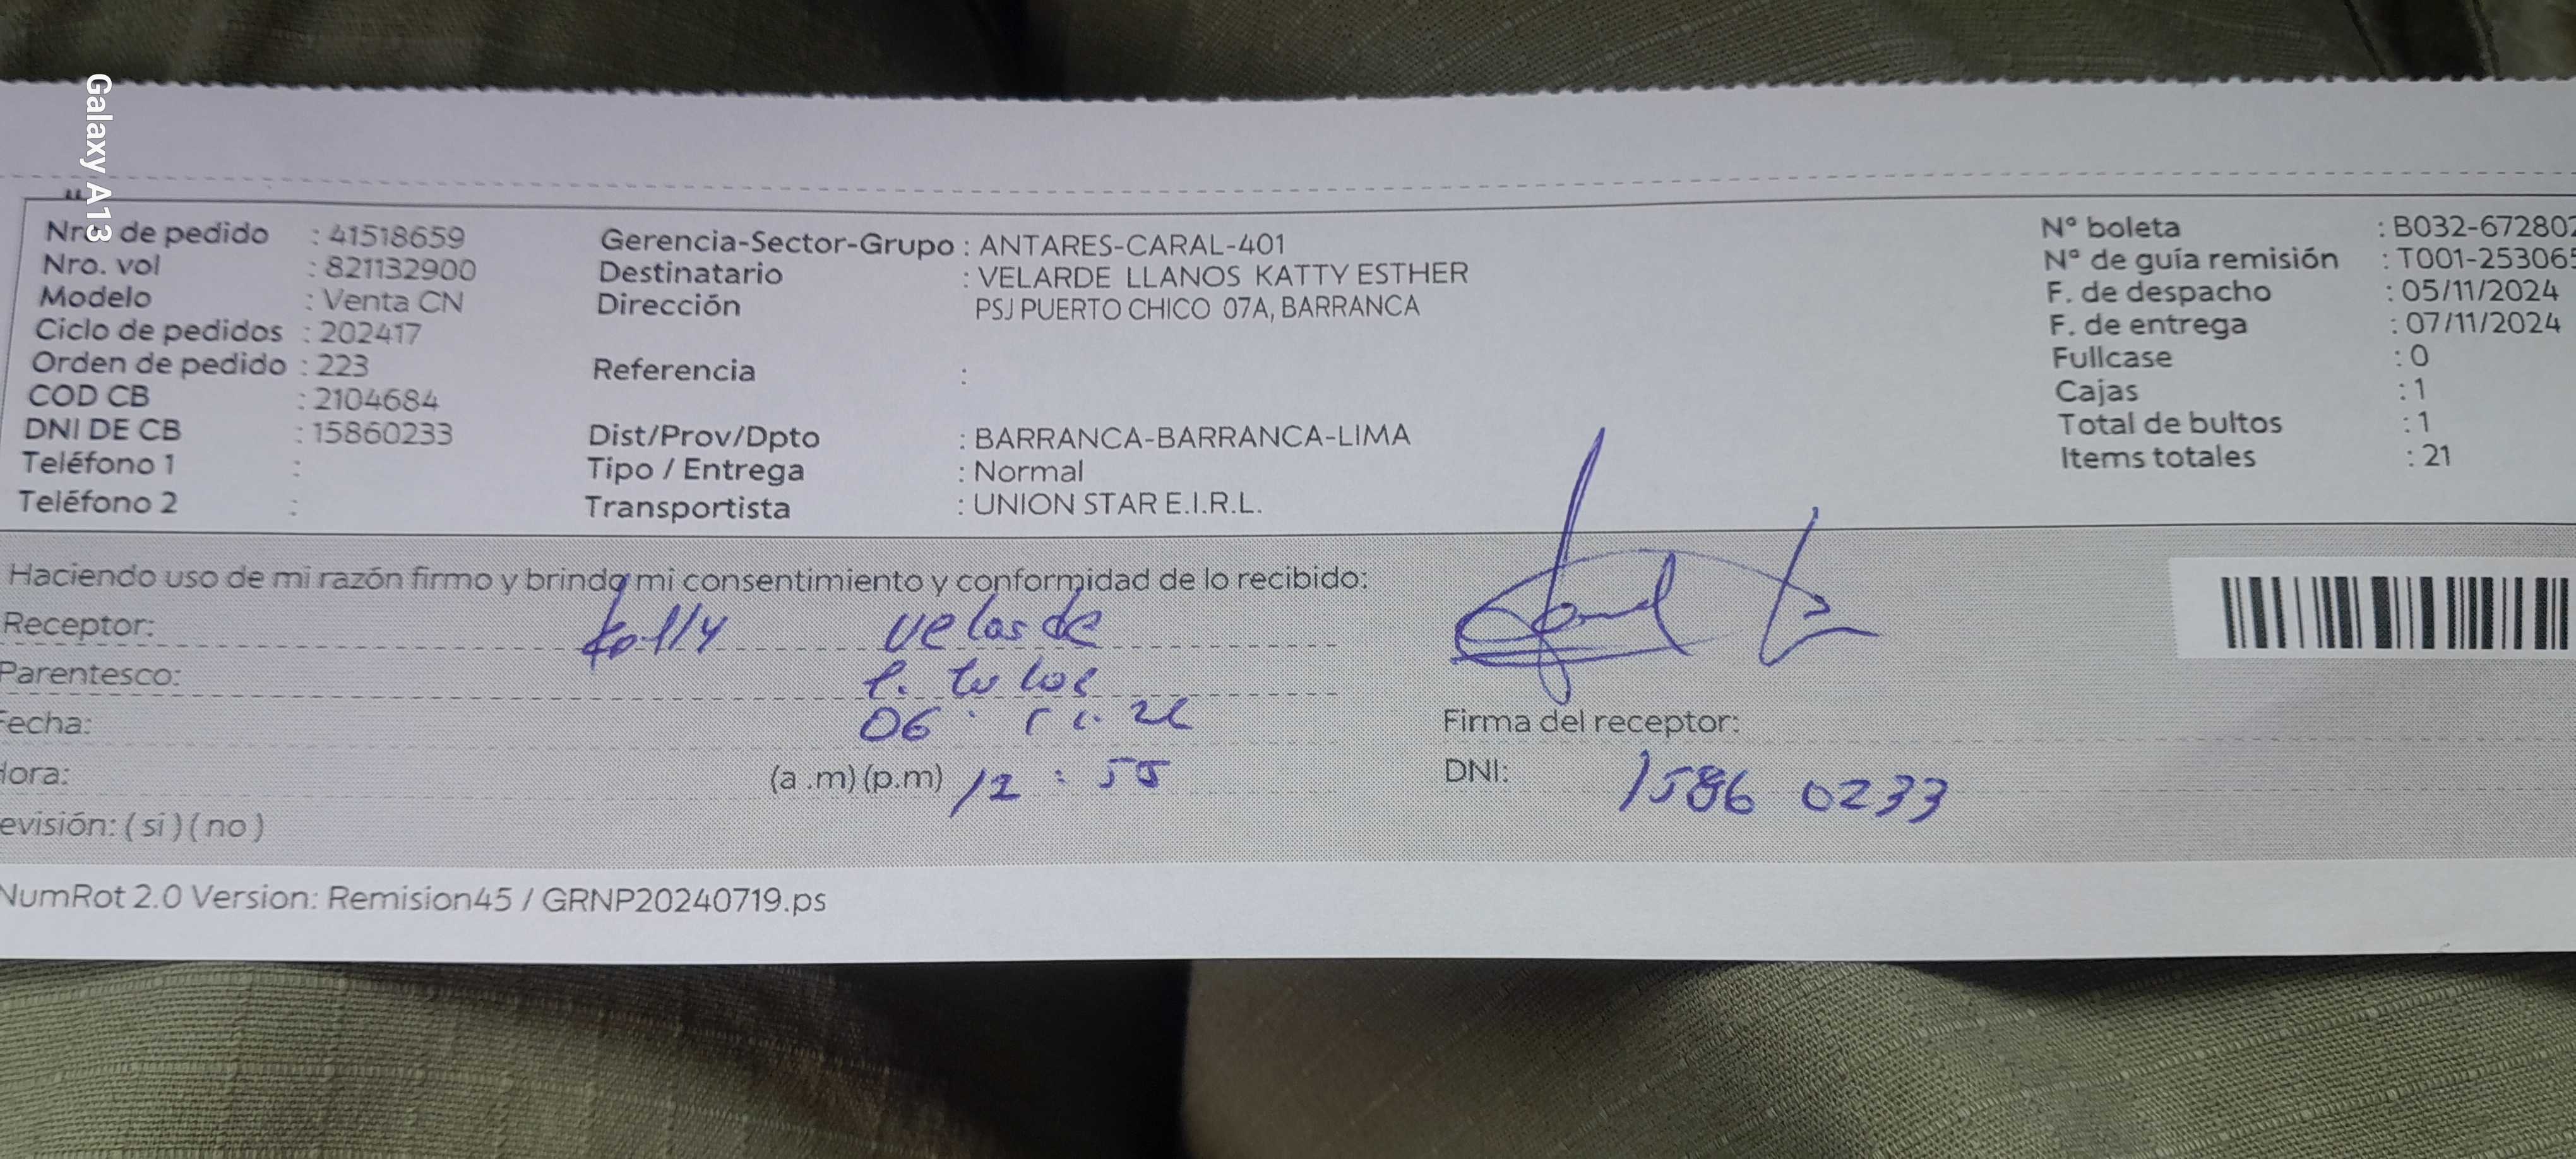 Galaxy A13
Nro. de pedido : 41518659
Nro. vol : 821132900
Modelo : Venta CN
Ciclo de pedidos : 202417
Orden de pedido : 223
COD CB : 2104684
DNI DE CB : 15860233
Teléfono 1 :
Teléfono 2 :
Gerencia-Sector-Grupo : ANTARES-CARAL-401
Destinatario : VELARDE LLANOS KATTY ESTHER
Dirección PSJ PUERTO CHICO 07A, BARRANCA
Referencia :
Dist/Prov/Dpto : BARRANCA-BARRANCA-LIMA
Tipo / Entrega : Normal
Transportista : UNION STAR E.I.R.L.
N° boleta : B032-672802
N° de guía remisión : T001-253065
F. de despacho : 05/11/2024
F. de entrega : 07/11/2024
Fullcase : 0
Cajas : 1
Total de bultos : 1
Items totales : 21
Haciendo uso de mi razón firmo y brindo mi consentimiento y conformidad de lo recibido:
Receptor: Katty Velarde
Parentesco:
Fecha: 06
Hora: (a .m) (p.m) 12 : 55
evisión: ( si ) ( no )
Firma del receptor:
DNI: 1586 0233
NumRot 2.0 Version: Remision45 / GRNP20240719.ps